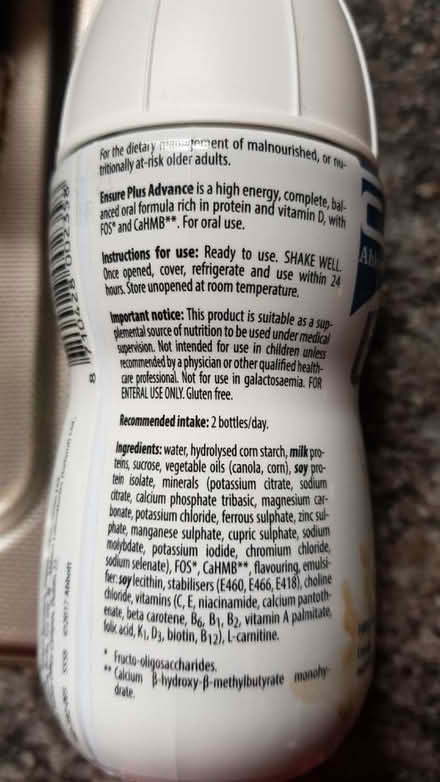 For the dietary management of malnourished, or nu-
tritionally at-risk older adults.
Ensure Plus Advance is a high energy, complete, bal-
anced oral formula rich in protein and vitamin D, with
FOS* and CaHMB**. For oral use.
Instructions for use: Ready to use. SHAKE WELL.
Once opened, cover, refrigerate and use within 24
hours. Store unopened at room temperature.
Important notice: This product is suitable as a sup-
plemental source of nutrition to be used under medical
supervision. Not intended for use in children unless
recommended by a physician or other qualified health-
care professional. Not for use in galactosaemia. FOR
ENTERAL USE ONLY. Gluten free.
Recommended intake: 2 bottles/day.
Ingredients: water, hydrolysed corn starch, milk pro-
teins, sucrose, vegetable oils (canola, corn), soy pro-
tein isolate, minerals (potassium citrate, sodium
citrate, calcium phosphate tribasic, magnesium car-
bonate, potassium chloride, ferrous sulphate, zinc sul-
phate, manganese sulphate, cupric sulphate, sodium
molybdate, potassium iodide, chromium chloride,
sodium selenate), FOS*, CaHMB**, flavouring, emulsi-
fier: soy lecithin, stabilisers (E460, E466, E418), choline
chloride, vitamins (C, E, niacinamide, calcium pantoth-
enate, beta carotene, B6, B1, B2, vitamin A palmitate,
folic acid, K1, D3, biotin, B12), L-carnitine.
* Fructo-oligosaccharides.
** Calcium β-hydroxy-β-methylbutyrate monohy-
drate.
©2017 Abbott